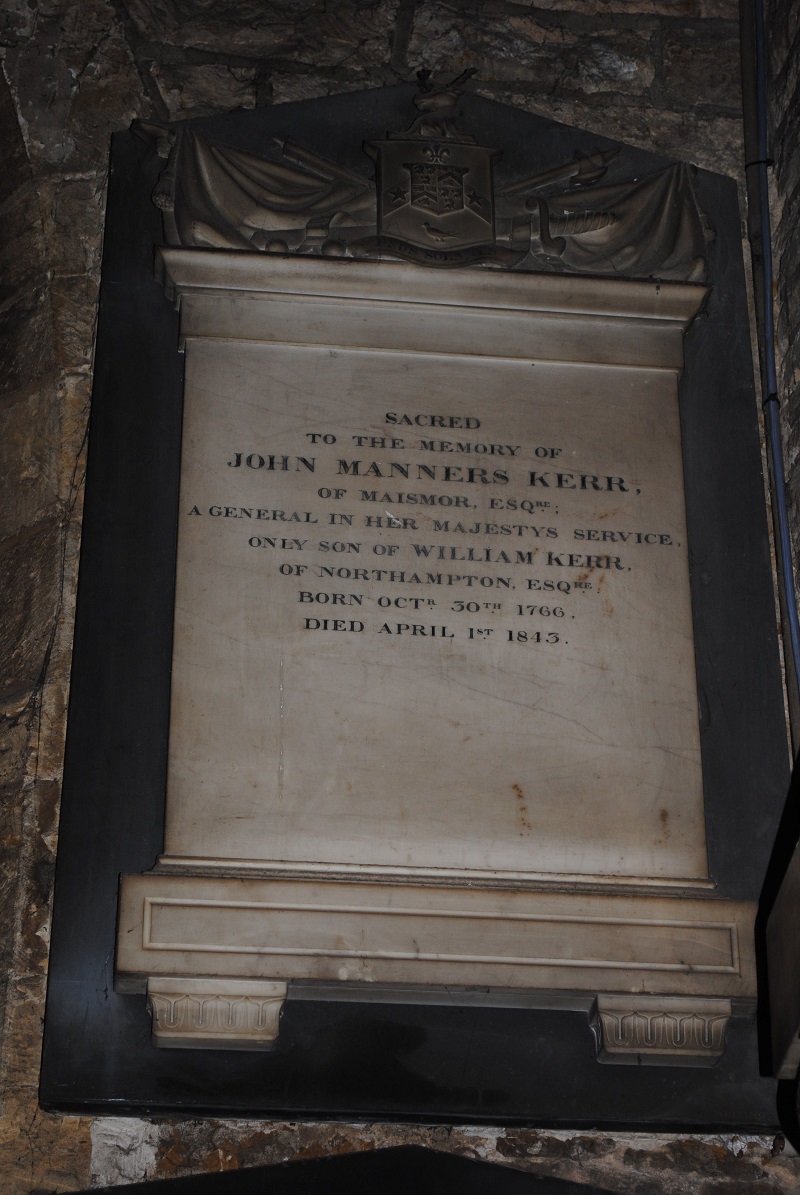 SACRED
TO THE MEMORY OF
JOHN MANNERS KERR,
OF MAISMOR, ESQRE;
A GENERAL IN HER MAJESTYS SERVICE,
ONLY SON OF WILLIAM KERR,
OF NORTHAMPTON, ESQRE,
BORN OCTR 30TH 1766.
DIED APRIL 1ST 1843.